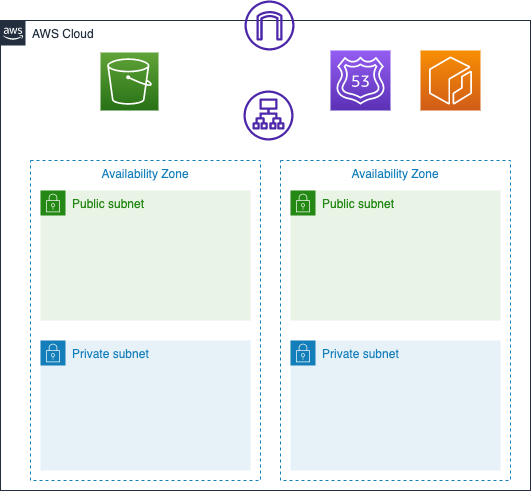 aws
AWS Cloud
53
Availability Zone
Availability Zone
Public subnet
Public subnet
Private subnet
Private subnet